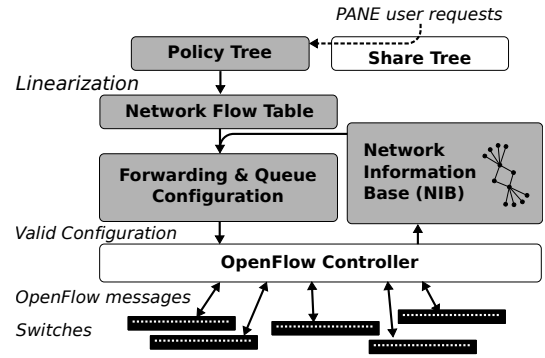 PANE user requests
Policy Tree
Share Tree
Linearization
Network Flow Table
Forwarding & Queue
Configuration
Network
Information
Base (NIB)
Valid Configuration
OpenFlow Controller
OpenFlow messages
Switches